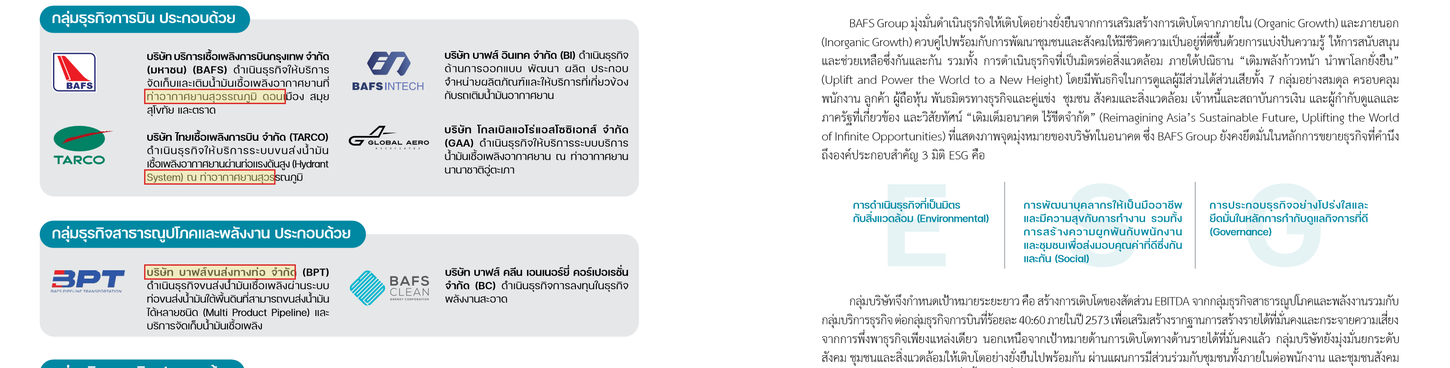 กลุ่มธุรกิจการบิน ประกอบด้วย
BAFS
บริษัท บริการเชื้อเพลิงการบินกรุงเทพ จำกัด
(มหาชน) (BAFS) ดำเนินธุรกิจให้บริการ
จัดเก็บและเติมน้ำมันเชื้อเพลิงอากาศยานที่
ท่าอากาศยานสุวรรณภูมิ ดอนเมือง สมุย
สุโขทัย และตราด
BAFS INTECH
บริษัท บาฟส์ อินเทค จำกัด (BI) ดำเนินธุรกิจ
ด้านการออกแบบ พัฒนา ผลิต ประกอบ
จำหน่ายผลิตภัณฑ์และให้บริการที่เกี่ยวข้อง
กับรถเติมน้ำมันอากาศยาน
TARCO
บริษัท ไทยเชื้อเพลิงการบิน จำกัด (TARCO)
ดำเนินธุรกิจให้บริการระบบขนส่งน้ำมัน
เชื้อเพลิงอากาศยานผ่านท่อแรงดันสูง (Hydrant
System) ณ ท่าอากาศยานสุวรรณภูมิ
GLOBAL AERO
ASSOCIATES
บริษัท โกลเบิลแอโร่แอสโซซิเอทส์ จำกัด
(GAA) ดำเนินธุรกิจให้บริการระบบบริการ
น้ำมันเชื้อเพลิงอากาศยาน ณ ท่าอากาศยาน
นานาชาติอู่ตะเภา
กลุ่มธุรกิจสาธารณูปโภคและพลังงาน ประกอบด้วย
BPT
BAFS PIPELINE TRANSPORTATION
บริษัท บาฟส์ขนส่งทางท่อ จำกัด (BPT)
ดำเนินธุรกิจขนส่งน้ำมันเชื้อเพลิงผ่านระบบ
ท่อขนส่งน้ำมันใต้พื้นดินที่สามารถขนส่งน้ำมัน
ได้หลายชนิด (Multi Product Pipeline) และ
บริการจัดเก็บน้ำมันเชื้อเพลิง
BAFS
CLEAN
ENERGY CORPORATION
บริษัท บาฟส์ คลีน เอนเนอร์ยี่ คอร์เปอเรชั่น
จำกัด (BC) ดำเนินธุรกิจการลงทุนในธุรกิจ
พลังงานสะอาด
BAFS Group มุ่งมั่นดำเนินธุรกิจให้เติบโตอย่างยั่งยืนจากการเสริมสร้างการเติบโตจากภายใน (Organic Growth) และภายนอก
(Inorganic Growth) ควบคู่ไปพร้อมกับการพัฒนาชุมชนและสังคมให้มีชีวิตความเป็นอยู่ที่ดีขึ้นด้วยการแบ่งปันความรู้ ให้การสนับสนุน
และช่วยเหลือซึ่งกันและกัน รวมทั้ง การดำเนินธุรกิจที่เป็นมิตรต่อสิ่งแวดล้อม ภายใต้ปณิธาน “เติมพลังก้าวหน้า นำพาโลกยั่งยืน”
(Uplift and Power the World to a New Height) โดยมีพันธกิจในการดูแลผู้มีส่วนได้ส่วนเสียทั้ง 7 กลุ่มอย่างสมดุล ครอบคลุม
พนักงาน ลูกค้า ผู้ถือหุ้น พันธมิตรทางธุรกิจและคู่แข่ง ชุมชน สังคมและสิ่งแวดล้อม เจ้าหนี้และสถาบันการเงิน และผู้กำกับดูแลและ
ภาครัฐที่เกี่ยวข้อง และวิสัยทัศน์ “เติมเต็มอนาคต ไร้ขีดจำกัด” (Reimagining Asia’s Sustainable Future, Uplifting the World
of Infinite Opportunities) ที่แสดงภาพจุดมุ่งหมายของบริษัทในอนาคต ซึ่ง BAFS Group ยังคงยึดมั่นในหลักการขยายธุรกิจที่คำนึง
ถึงองค์ประกอบสำคัญ 3 มิติ ESG คือ
E
การดำเนินธุรกิจที่เป็นมิตร
กับสิ่งแวดล้อม (Environmental)
S
การพัฒนาบุคลากรให้เป็นมืออาชีพ
และมีความสุขกับการทำงาน รวมทั้ง
การสร้างความผูกพันกับพนักงาน
และชุมชนเพื่อส่งมอบคุณค่าที่ดีซึ่งกัน
และกัน (Social)
G
การประกอบธุรกิจอย่างโปร่งใสและ
ยึดมั่นในหลักการกำกับดูแลกิจการที่ดี
(Governance)
กลุ่มบริษัทจึงกำหนดเป้าหมายระยะยาว คือ สร้างการเติบโตของสัดส่วน EBITDA จากกลุ่มธุรกิจสาธารณูปโภคและพลังงานรวมกับ
กลุ่มบริการธุรกิจ ต่อกลุ่มธุรกิจการบินที่ร้อยละ 40:60 ภายในปี 2573 เพื่อเสริมสร้างรากฐานการสร้างรายได้ที่มั่นคงและกระจายความเสี่ยง
จากการพึ่งพาธุรกิจเพียงแหล่งเดียว นอกเหนือจากเป้าหมายด้านการเติบโตทางด้านรายได้ที่มั่นคงแล้ว กลุ่มบริษัทยังมุ่งมั่นยกระดับ
สังคม ชุมชนและสิ่งแวดล้อมให้เติบโตอย่างยั่งยืนไปพร้อมกัน ผ่านแผนการมีส่วนร่วมกับชุมชนทั้งภายในต่อพนักงาน และชุมชนสังคม